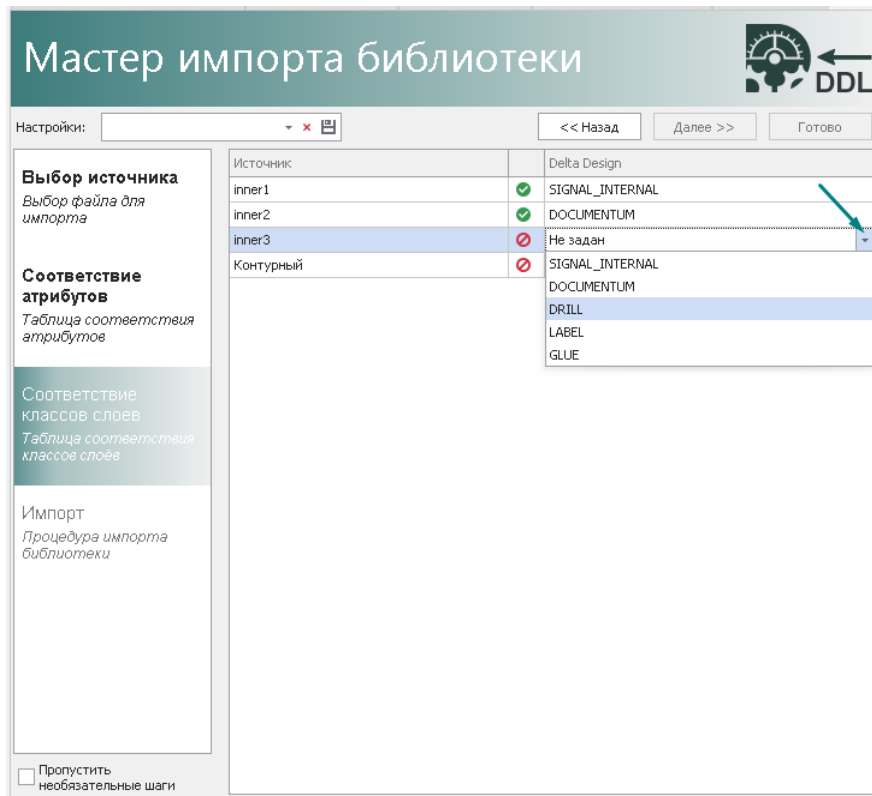 Мастер импорта библиотеки
DDL
Настройки:
<< Назад
Далее >>
Готово
Выбор источника
Выбор файла для
импорта
Соответствие
атрибутов
Таблица соответствия
атрибутов
Соответствие
классов слоев
Таблица соответствия
классов слоёв
Импорт
Процедура импорта
библиотеки
Пропустить
необязательные шаги
Источник
Delta Design
inner1
SIGNAL_INTERNAL
inner2
DOCUMENTUM
inner3
Не задан
Контурный
SIGNAL_INTERNAL
DOCUMENTUM
DRILL
LABEL
GLUE